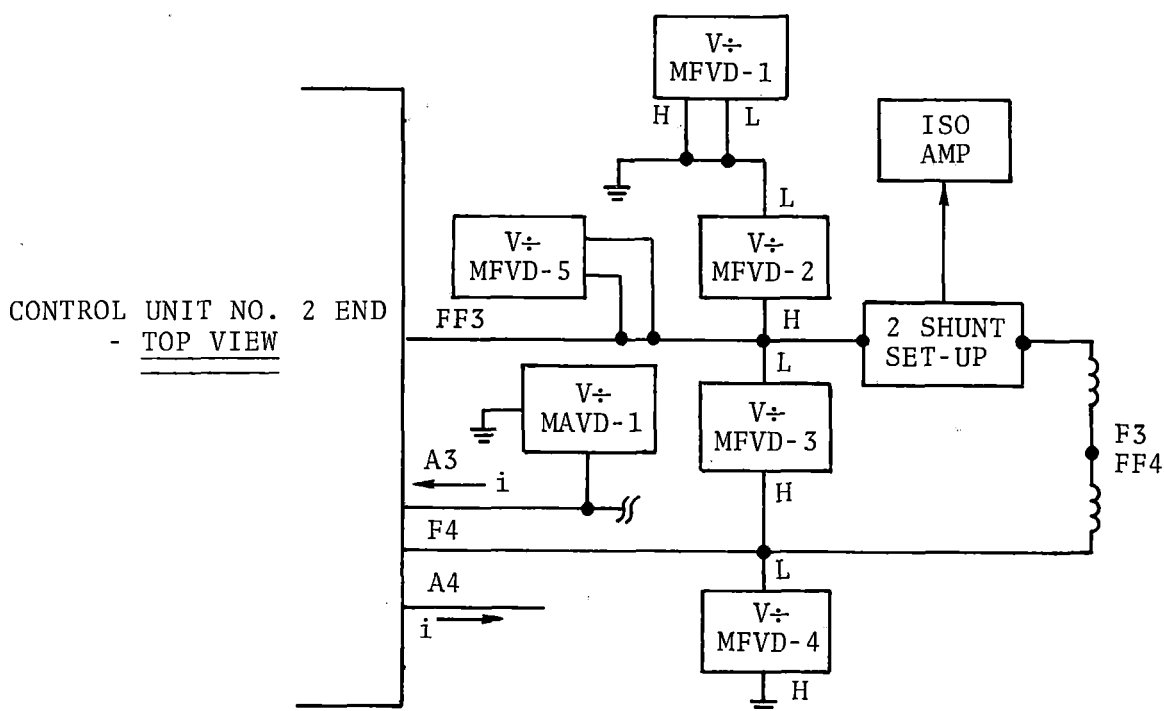 V÷
MFVD-1
H
L
ISO
AMP
L
V÷
MFVD-5
V÷
MFVD-2
CONTROL UNIT NO. 2 END
- TOP VIEW
FF3
H
2 SHUNT
SET-UP
L
V÷
MAVD-1
V÷
MFVD-3
F3
FF4
A3
i
H
F4
L
A4
i
V÷
MFVD-4
H